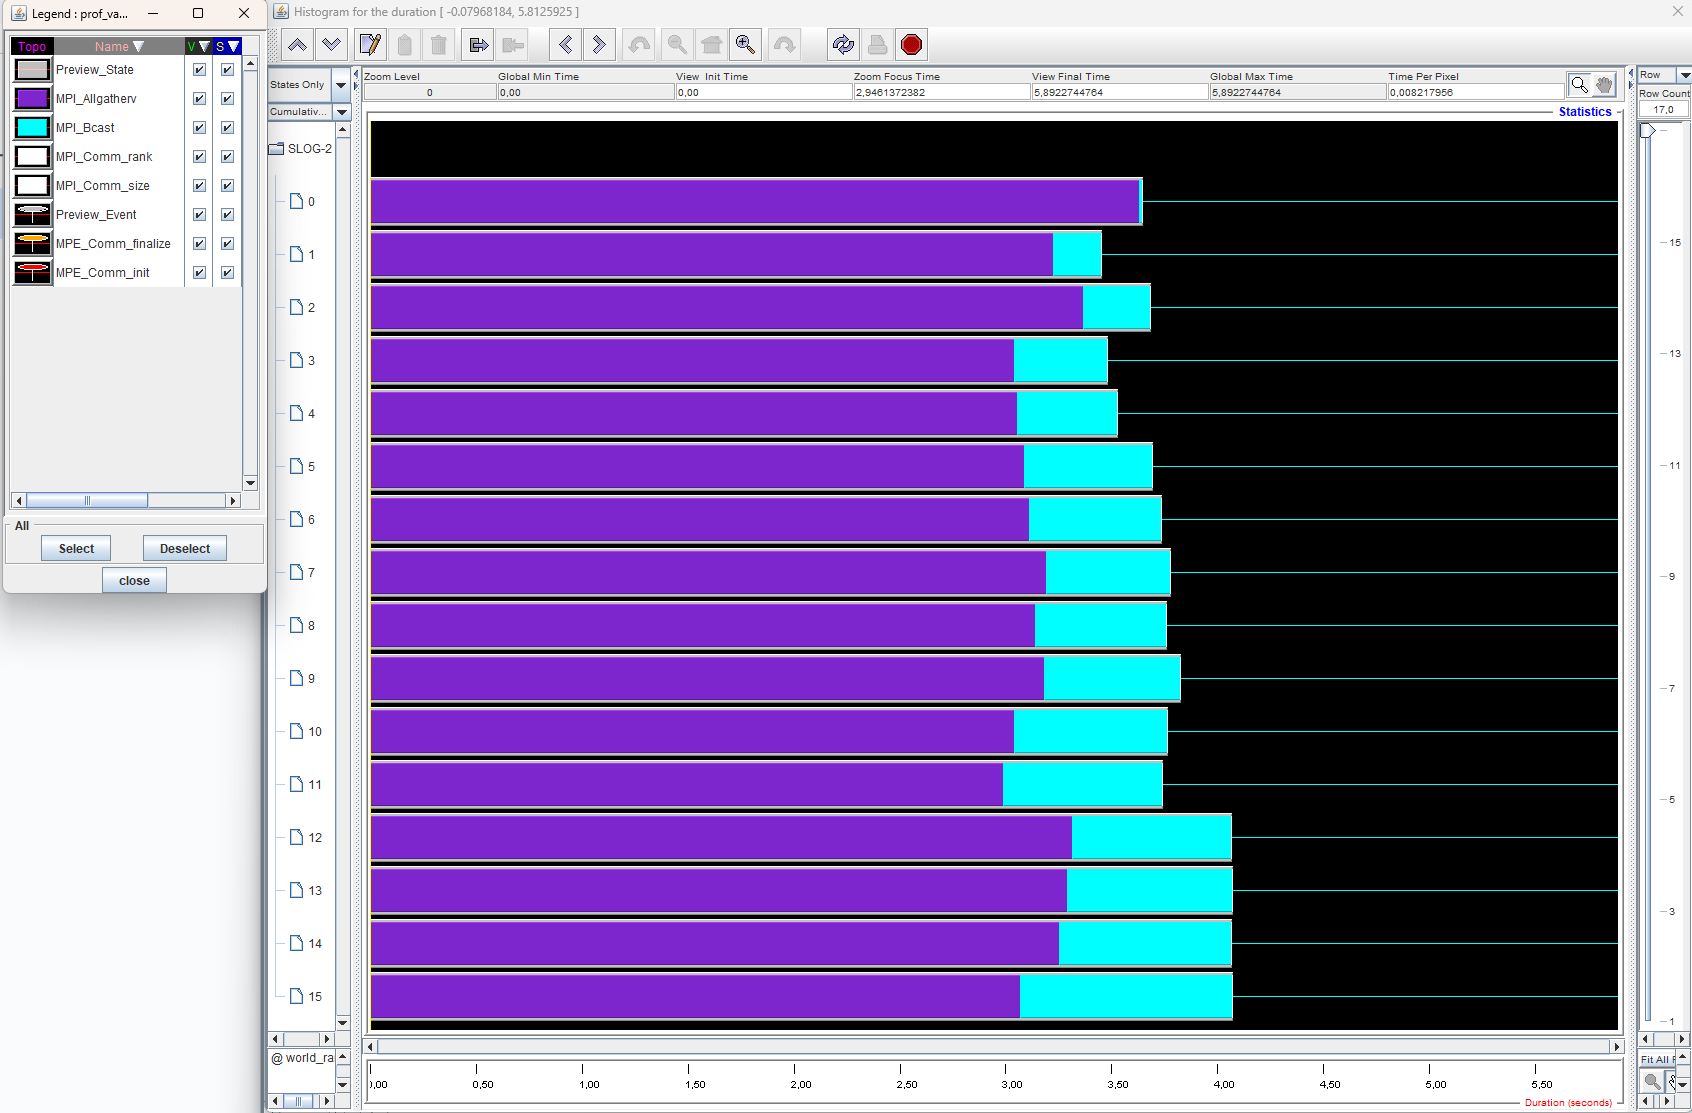 Legend : prof_va...
Topo Name V S
Preview_State
MPI_Allgatherv
MPI_Bcast
MPI_Comm_rank
MPI_Comm_size
Preview_Event
MPE_Comm_finalize
MPE_Comm_init
All
Select Deselect
close
Histogram for the duration [ -0.07968184, 5.8125925 ]
States Only
Cumulativ...
Zoom Level Global Min Time View Init Time Zoom Focus Time View Final Time Global Max Time Time Per Pixel
0 0,00 0,00 2,9461372382 5,8922744764 5,8922744764 0,008217956
Row
Row Count
17,0
Statistics
SLOG-2
0
1
2
3
4
5
6
7
8
9
10
11
12
13
14
15
15
13
11
9
7
5
3
1
@ world_ra
Fit All
0,00 0,50 1,00 1,50 2,00 2,50 3,00 3,50 4,00 4,50 5,00 5,50
Duration (seconds)